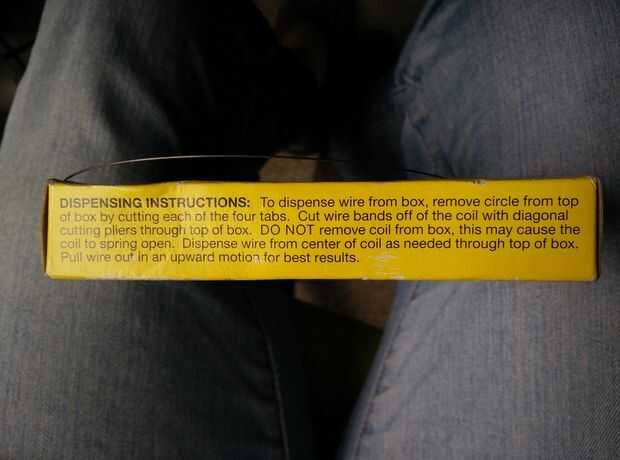 DISPENSING INSTRUCTIONS: To dispense wire from box, remove circle from top
of box by cutting each of the four tabs. Cut wire bands off of the coil with diagonal
cutting pliers through top of box. DO NOT remove coil from box, this may cause the
coil to spring open. Dispense wire from center of coil as needed through top of box.
Pull wire out in an upward motion for best results.